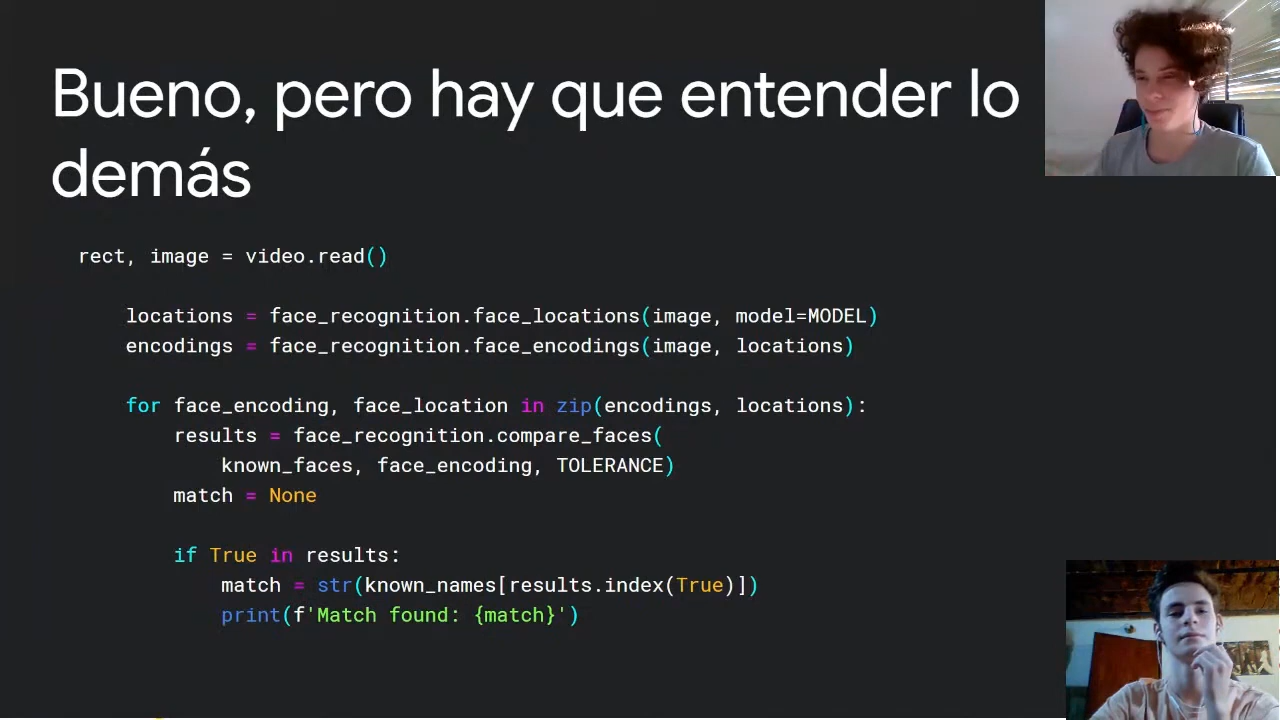 Bueno, pero hay que entender lo
demás
rect, image = video.read()
locations = face_recognition.face_locations(image, model=MODEL)
encodings = face_recognition.face_encodings(image, locations)
for face_encoding, face_location in zip(encodings, locations):
results = face_recognition.compare_faces(
known_faces, face_encoding, TOLERANCE)
match = None
if True in results:
match = str(known_names[results.index(True)])
print(f'Match found: {match}')